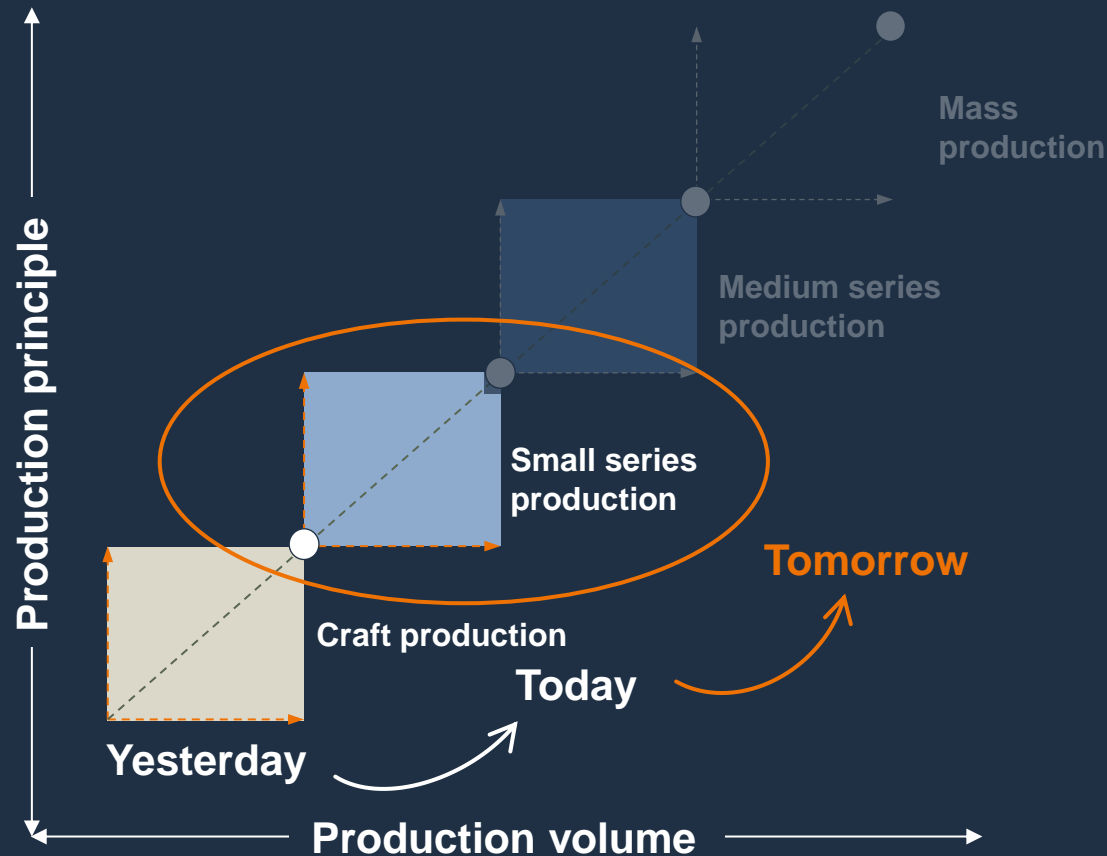 Mass
production
Medium series
production
Production principle
Small series
production
Tomorrow
Craft production
Today
Yesterday
Production volume